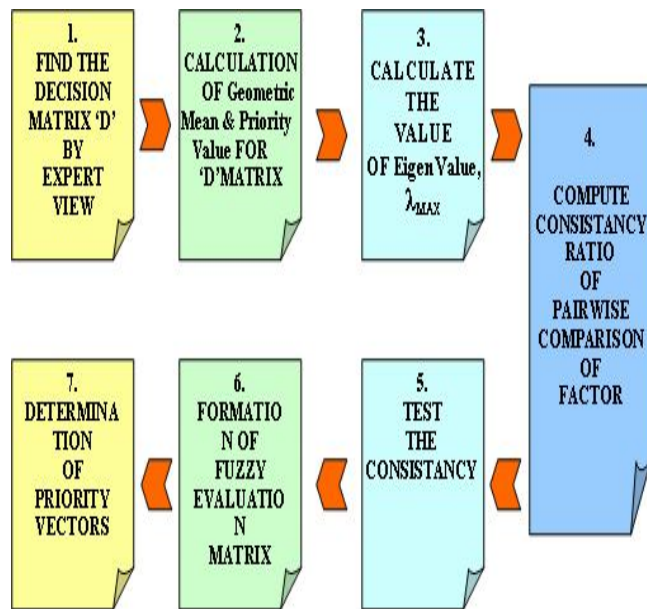 1.
FIND THE
DECISION
MATRIX ‘D’
BY
EXPERT
VIEW
2.
CALCULATION
OF Geometric
Mean & Priority
Value FOR
‘D’MATRIX
3.
CALCULATE
THE
VALUE
OF Eigen Value,
λMAX
4.
COMPUTE
CONSISTANCY
RATIO
OF
PAIRWISE
COMPARISON
OF
FACTOR
5.
TEST
THE
CONSISTANCY
6.
FORMATIO
N OF
FUZZY
EVALUATIO
N
MATRIX
7.
DETERMINA
TION
OF
PRIORITY
VECTORS